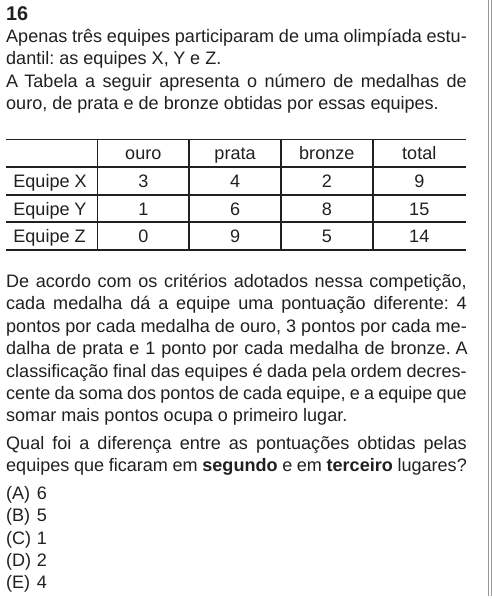 16
Apenas três equipes participaram de uma olimpíada estu-
dantil: as equipes X, Y e Z.
A Tabela a seguir apresenta o número de medalhas de
ouro, de prata e de bronze obtidas por essas equipes.
ouro prata bronze total
Equipe X 3 4 2 9
Equipe Y 1 6 8 15
Equipe Z 0 9 5 14
De acordo com os critérios adotados nessa competição,
cada medalha dá a equipe uma pontuação diferente: 4
pontos por cada medalha de ouro, 3 pontos por cada me-
dalha de prata e 1 ponto por cada medalha de bronze. A
classificação final das equipes é dada pela ordem decres-
cente da soma dos pontos de cada equipe, e a equipe que
somar mais pontos ocupa o primeiro lugar.
Qual foi a diferença entre as pontuações obtidas pelas
equipes que ficaram em segundo e em terceiro lugares?
(A) 6
(B) 5
(C) 1
(D) 2
(E) 4